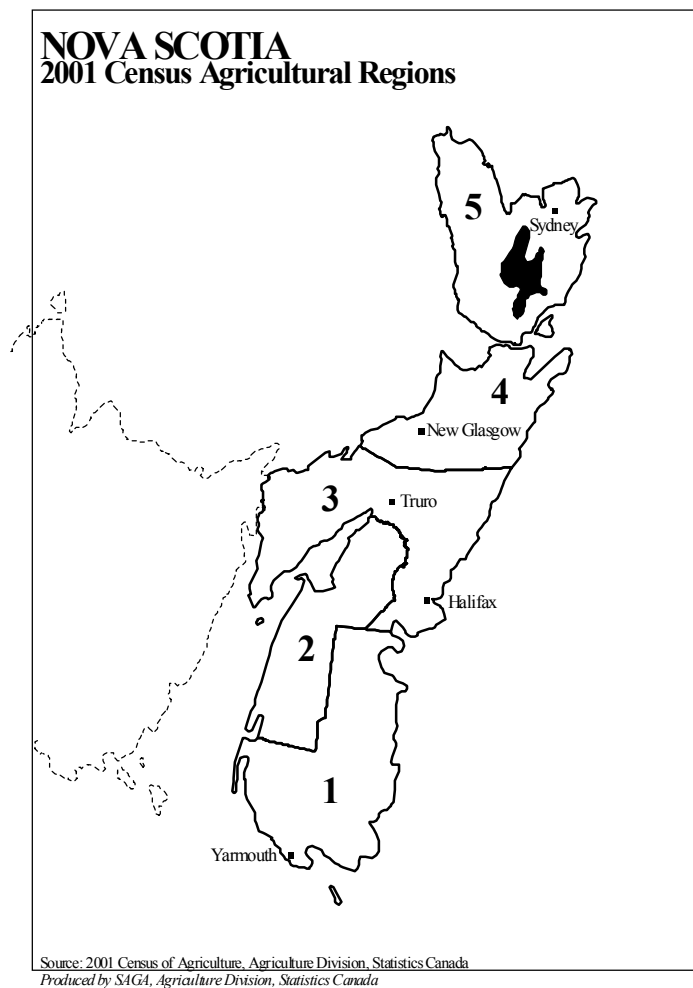 NOVA SCOTIA
2001 Census Agricultural Regions
5
Sydney
4
New Glasgow
3
Truro
Halifax
2
1
Yarmouth
Source: 2001 Census of Agriculture, Agriculture Division, Statistics Canada
Produced by SAGA, Agriculture Division, Statistics Canada